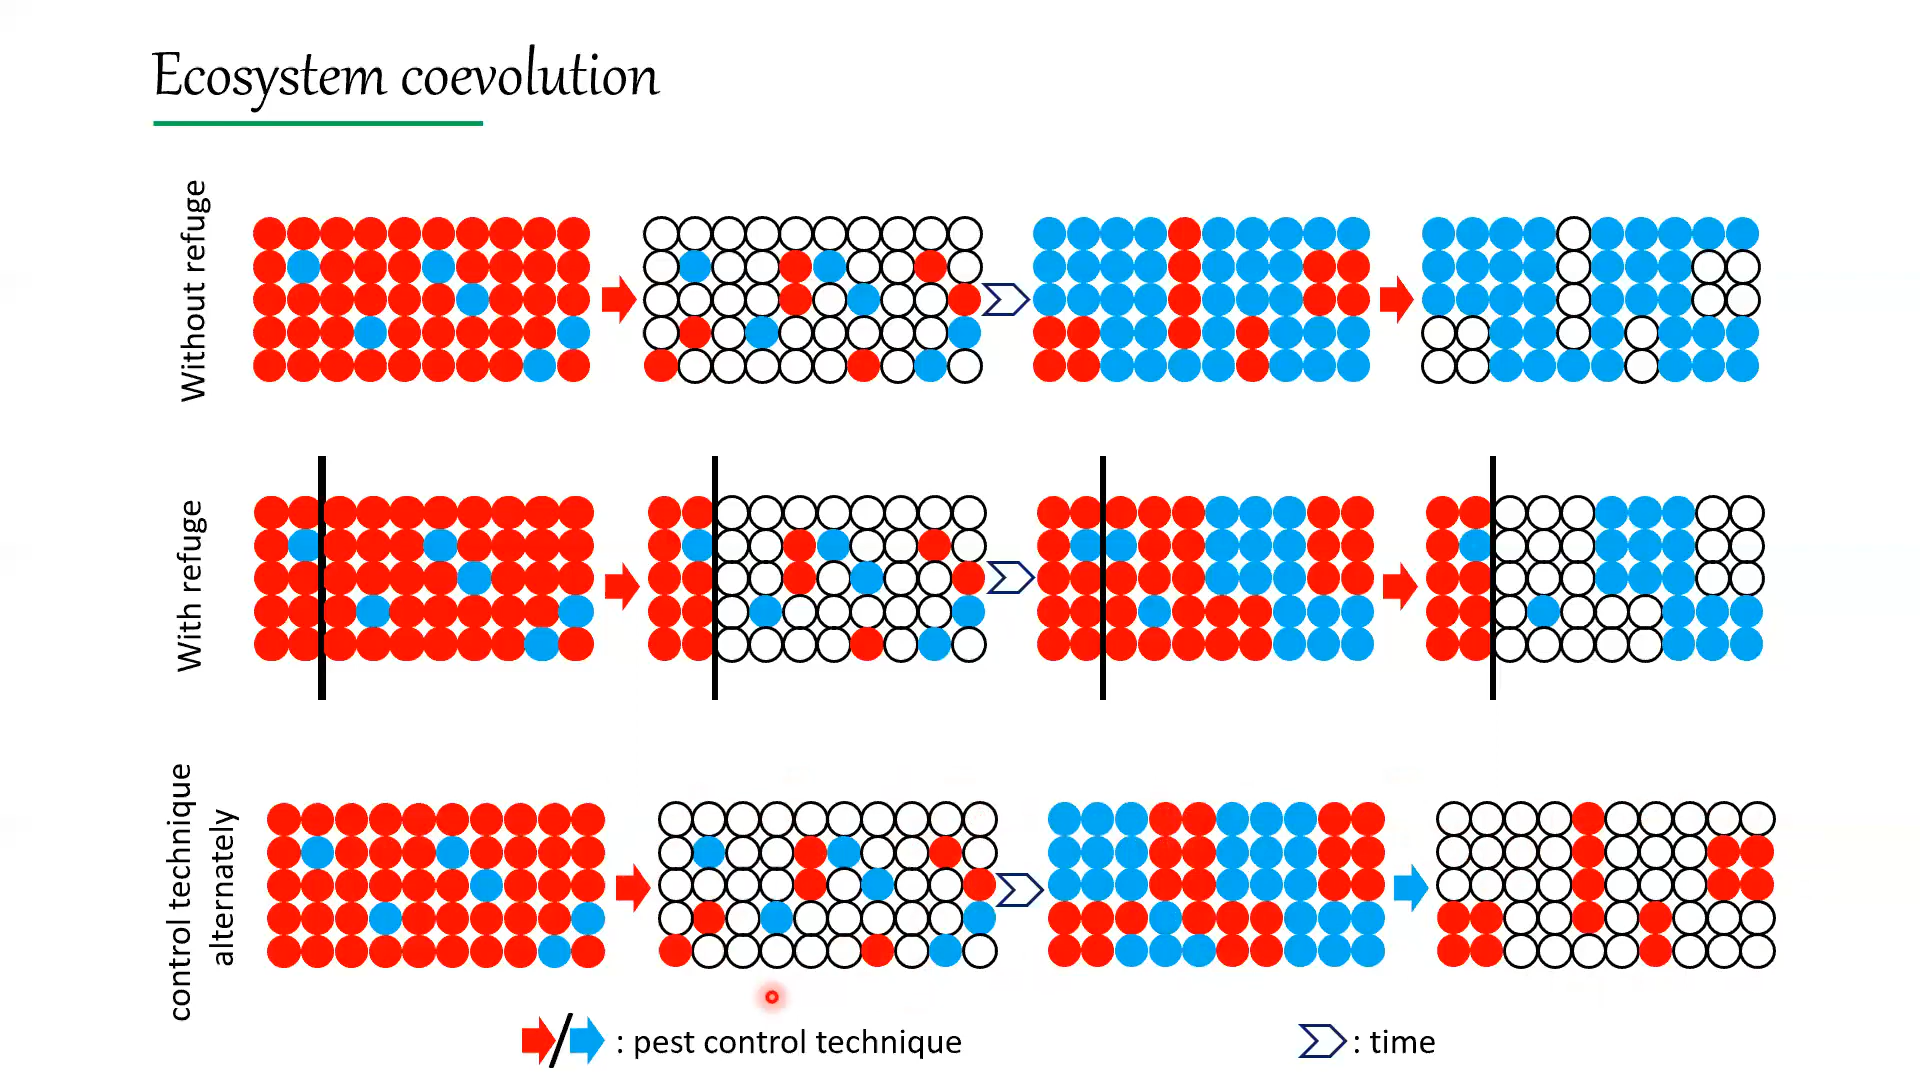 Ecosystem coevolution
Without refuge
With refuge
control technique
alternately
: pest control technique
: time